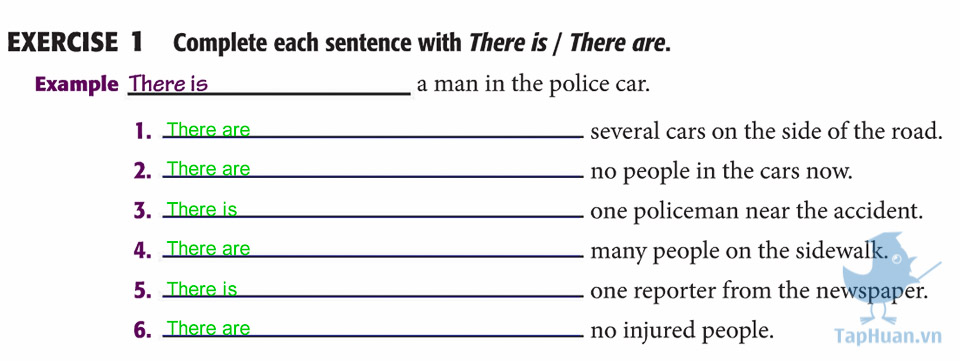 EXERCISE 1 Complete each sentence with There is / There are.
Example There is a man in the police car.
1. There are several cars on the side of the road.
2. There are no people in the cars now.
3. There is one policeman near the accident.
4. There are many people on the sidewalk.
5. There is one reporter from the newspaper.
6. There are no injured people.
TapHuan.vn